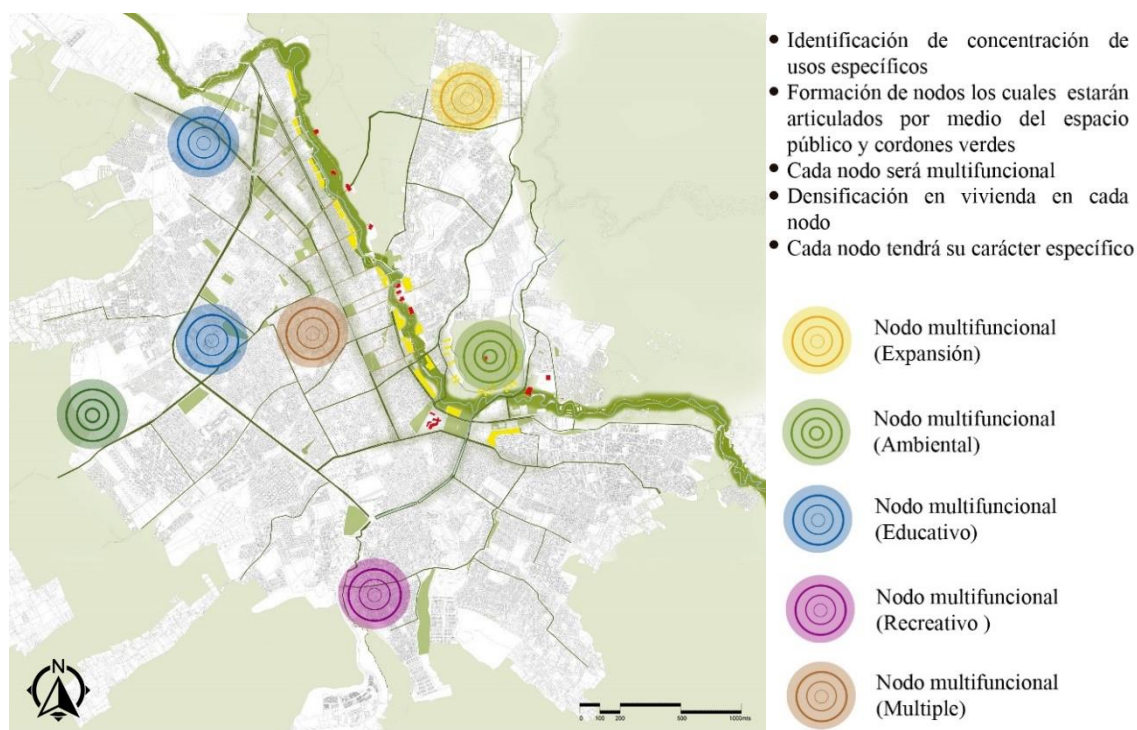 • Identificación de concentración de
usos específicos
• Formación de nodos los cuales estarán
articulados por medio del espacio
público y cordones verdes
• Cada nodo será multifuncional
• Densificación en vivienda en cada
nodo
• Cada nodo tendrá su carácter específico
Nodo multifuncional
(Expansión)
Nodo multifuncional
(Ambiental)
Nodo multifuncional
(Educativo)
Nodo multifuncional
(Recreativo )
Nodo multifuncional
(Multiple)
N
0 100 200 500 1000mts